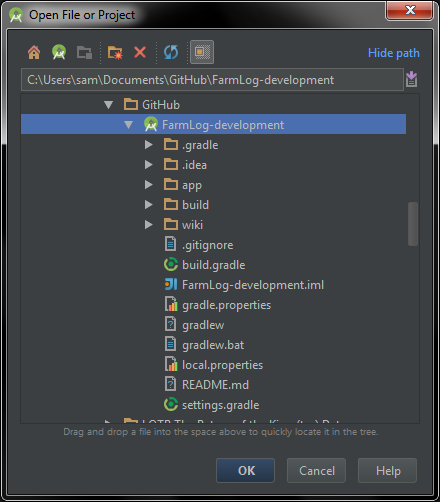 Open File or Project
Hide path
C:\Users\sam\Documents\GitHub\FarmLog-development
GitHub
FarmLog-development
.gradle
.idea
app
build
wiki
.gitignore
build.gradle
FarmLog-development.iml
gradle.properties
gradlew
gradlew.bat
local.properties
README.md
settings.gradle
Drag and drop a file into the space above to quickly locate it in the tree.
OK
Cancel
Help